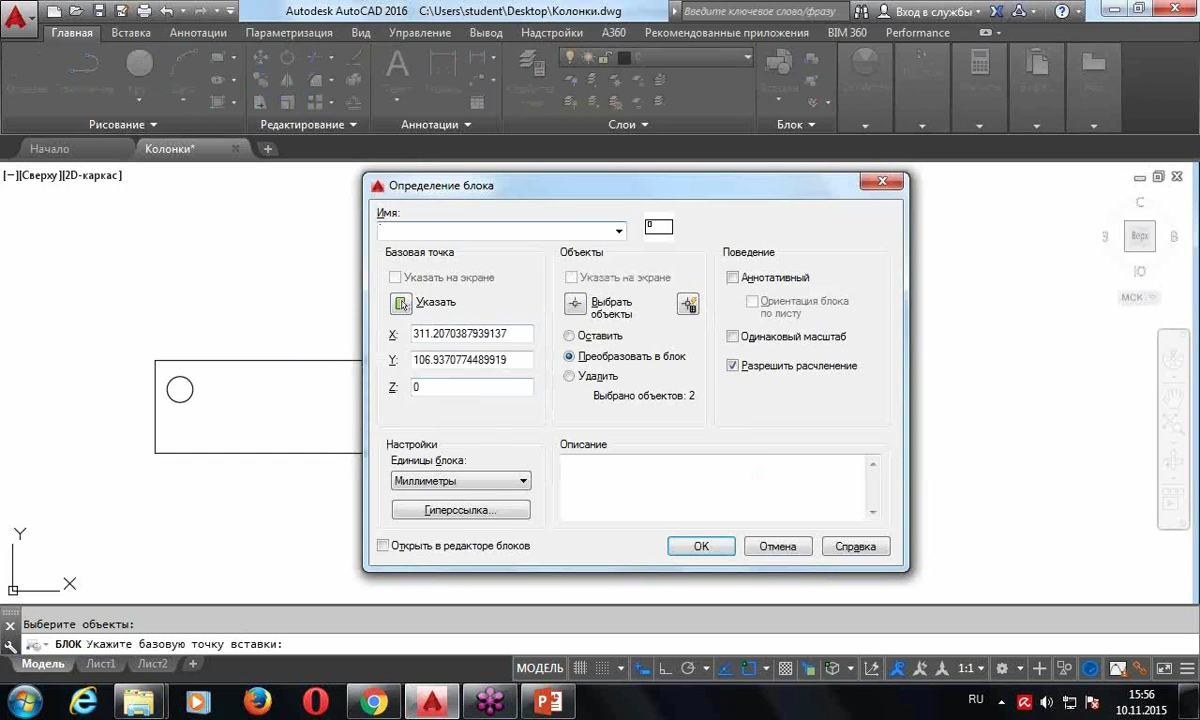 Autodesk AutoCAD 2016 C:\Users\student\Desktop\Колонки.dwg
Введите ключевое слово/фразу
Вход в службы
Главная Вставка Аннотации Параметризация Вид Управление Вывод Надстройки A360 Рекомендованные приложения BIM 360 Performance
Рисование Редактирование Аннотации Слои Блок
Начало Колонки*
[−][Сверху][2D-каркас]
Определение блока
Имя:
Базовая точка
Указать на экране
Указать
X: 311.2070387939137
Y: 106.9370774489919
Z: 0
Объекты
Указать на экране
Выбрать
объекты
Оставить
Преобразовать в блок
Удалить
Выбрано объектов: 2
Поведение
Аннотативный
Ориентация блока
по листу
Одинаковый масштаб
Разрешить расчленение
Настройки
Единицы блока:
Миллиметры
Гиперссылка...
Описание
Открыть в редакторе блоков
OK Отмена Справка
С
З Верх В
Ю
МСК
Y
X
Выберите объекты:
БЛОК Укажите базовую точку вставки:
Модель Лист1 Лист2
МОДЕЛЬ 1:1
RU
15:56
10.11.2015